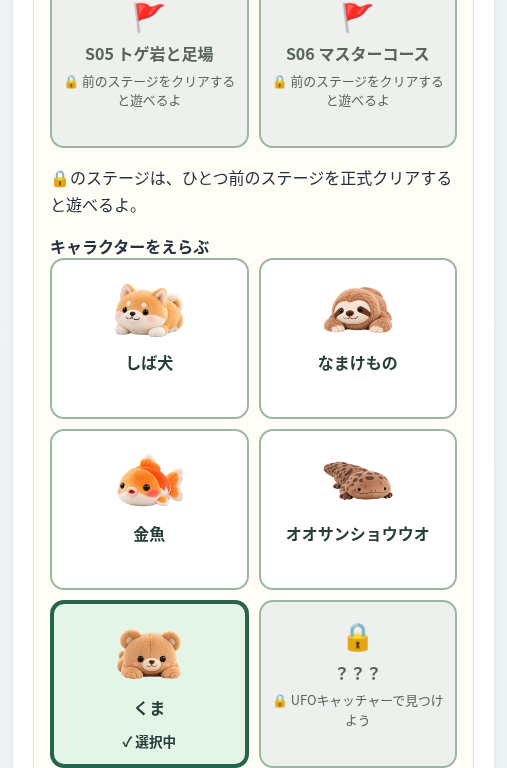 S05 トゲ岩と足場
🔒 前のステージをクリアする
と遊べるよ
S06 マスターコース
🔒 前のステージをクリアする
と遊べるよ
🔒のステージは、ひとつ前のステージを正式クリアする
と遊べるよ。
キャラクターをえらぶ
しば犬
なまけもの
金魚
オオサンショウウオ
くま
✓ 選択中
？？？
🔒 UFOキャッチャーで見つけ
よう